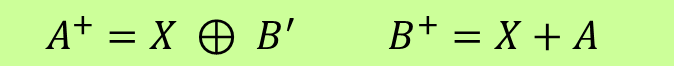 A⁺ = X ⊕ B′ B⁺ = X + A